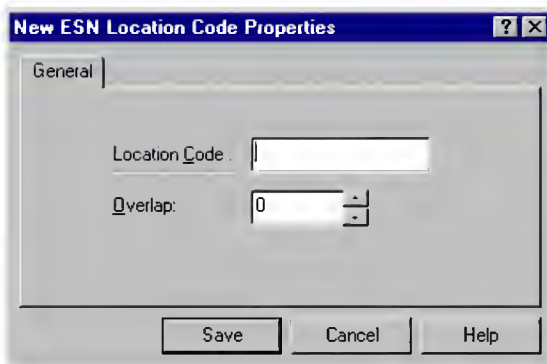 New ESN Location Code Properties ? X
General
Location Code :
Overlap: 0
Save Cancel Help